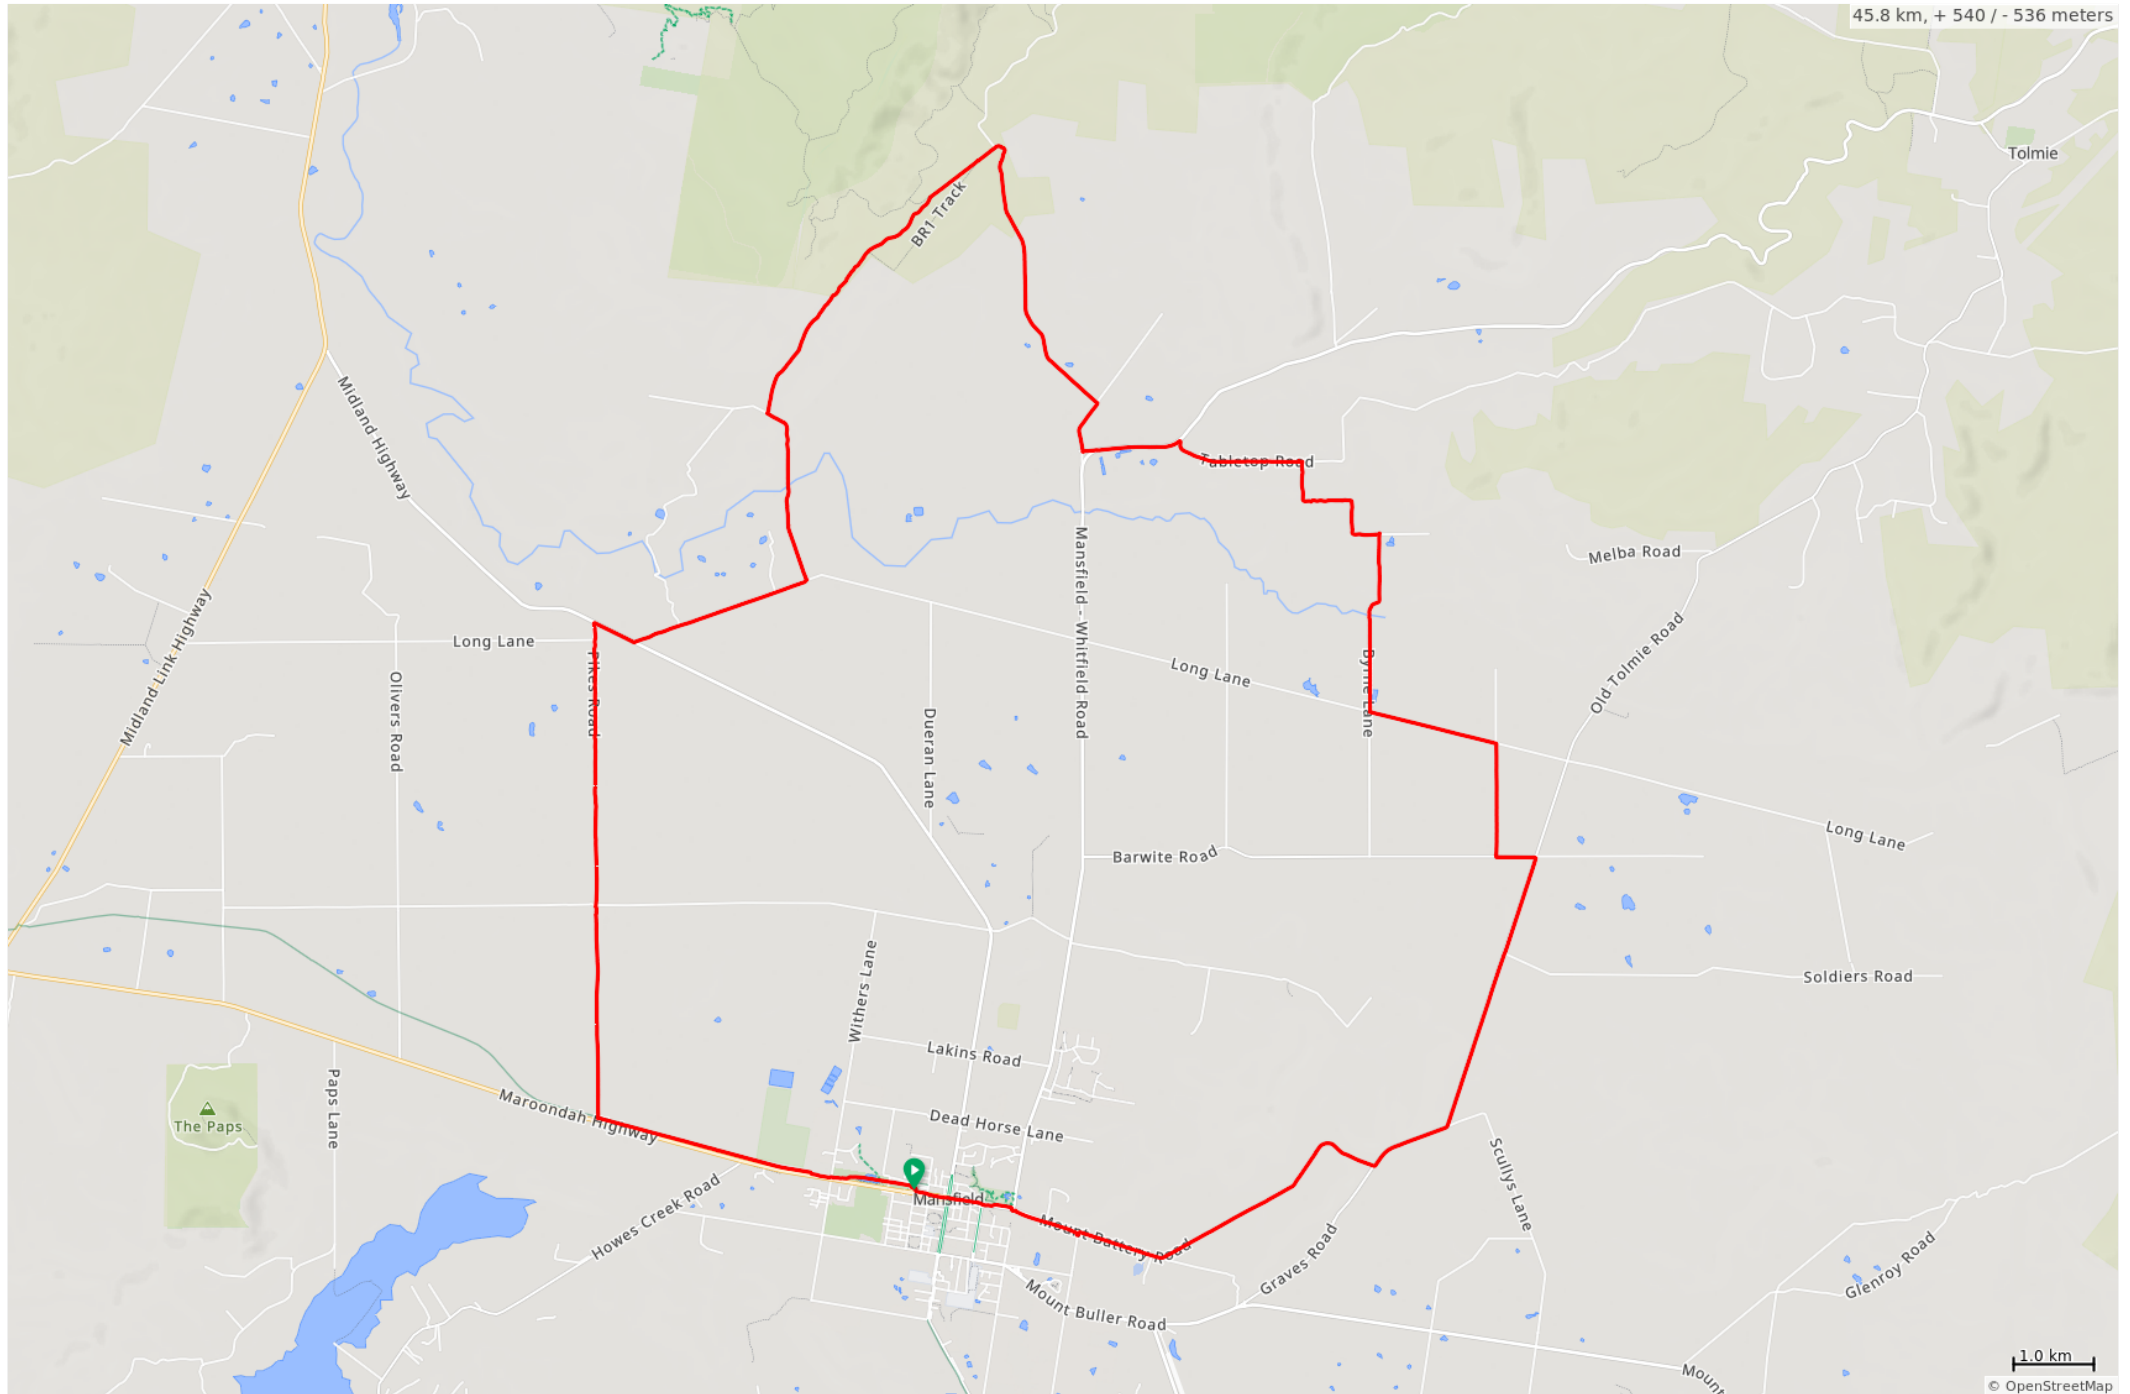 45.8 km, + 540 / - 536 meters
Tolmie
BR1 Track
Midland Highway
Tabletop Road
Mansfield - Whitfield Road
Melba Road
Midland Link Highway
Long Lane
Pikes Road
Olivers Road
Dueran Lane
Long Lane
Byrne Lane
Old Tolmie Road
Barwite Road
Long Lane
Withers Lane
Soldiers Road
Lakins Road
The Paps
Paps Lane
Maroondah Highway
Dead Horse Lane
Mansfield
Howes Creek Road
Mount Battery Road
Graves Road
Scullys Lane
Glenroy Road
Mount Buller Road
Mount
1.0 km
© OpenStreetMap